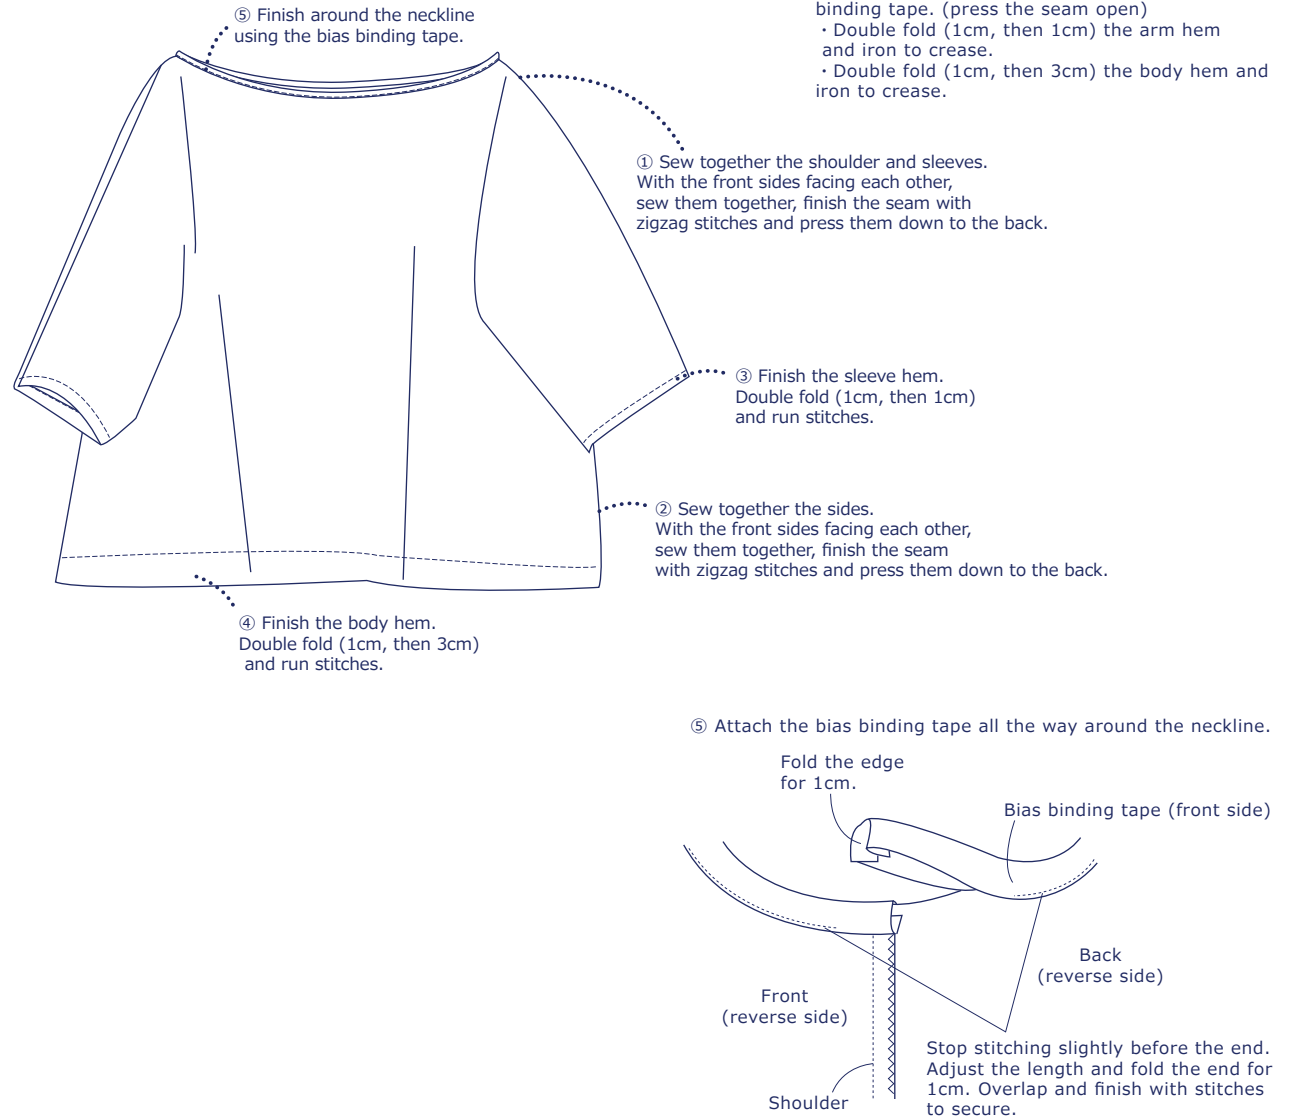 ⑤ Finish around the neckline
using the bias binding tape.
binding tape. (press the seam open)
・Double fold (1cm, then 1cm) the arm hem
and iron to crease.
・Double fold (1cm, then 3cm) the body hem and
iron to crease.
① Sew together the shoulder and sleeves.
With the front sides facing each other,
sew them together, finish the seam with
zigzag stitches and press them down to the back.
③ Finish the sleeve hem.
Double fold (1cm, then 1cm)
and run stitches.
② Sew together the sides.
With the front sides facing each other,
sew them together, finish the seam
with zigzag stitches and press them down to the back.
④ Finish the body hem.
Double fold (1cm, then 3cm)
and run stitches.
⑤ Attach the bias binding tape all the way around the neckline.
Fold the edge
for 1cm.
Bias binding tape (front side)
Back
(reverse side)
Front
(reverse side)
Stop stitching slightly before the end.
Adjust the length and fold the end for
1cm. Overlap and finish with stitches
to secure.
Shoulder